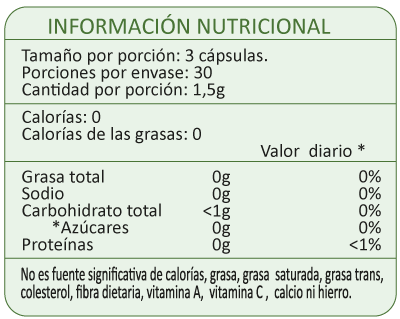 INFORMACIÓN NUTRICIONAL
Tamaño por porción: 3 cápsulas.
Porciones por envase: 30
Cantidad por porción: 1,5g
Calorías: 0
Calorías de las grasas: 0
Valor diario *
Grasa total 0g 0%
Sodio 0g 0%
Carbohidrato total <1g 0%
*Azúcares 0g 0%
Proteínas 0g <1%
No es fuente significativa de calorías, grasa, grasa saturada, grasa trans,
colesterol, fibra dietaria, vitamina A, vitamina C , calcio ni hierro.